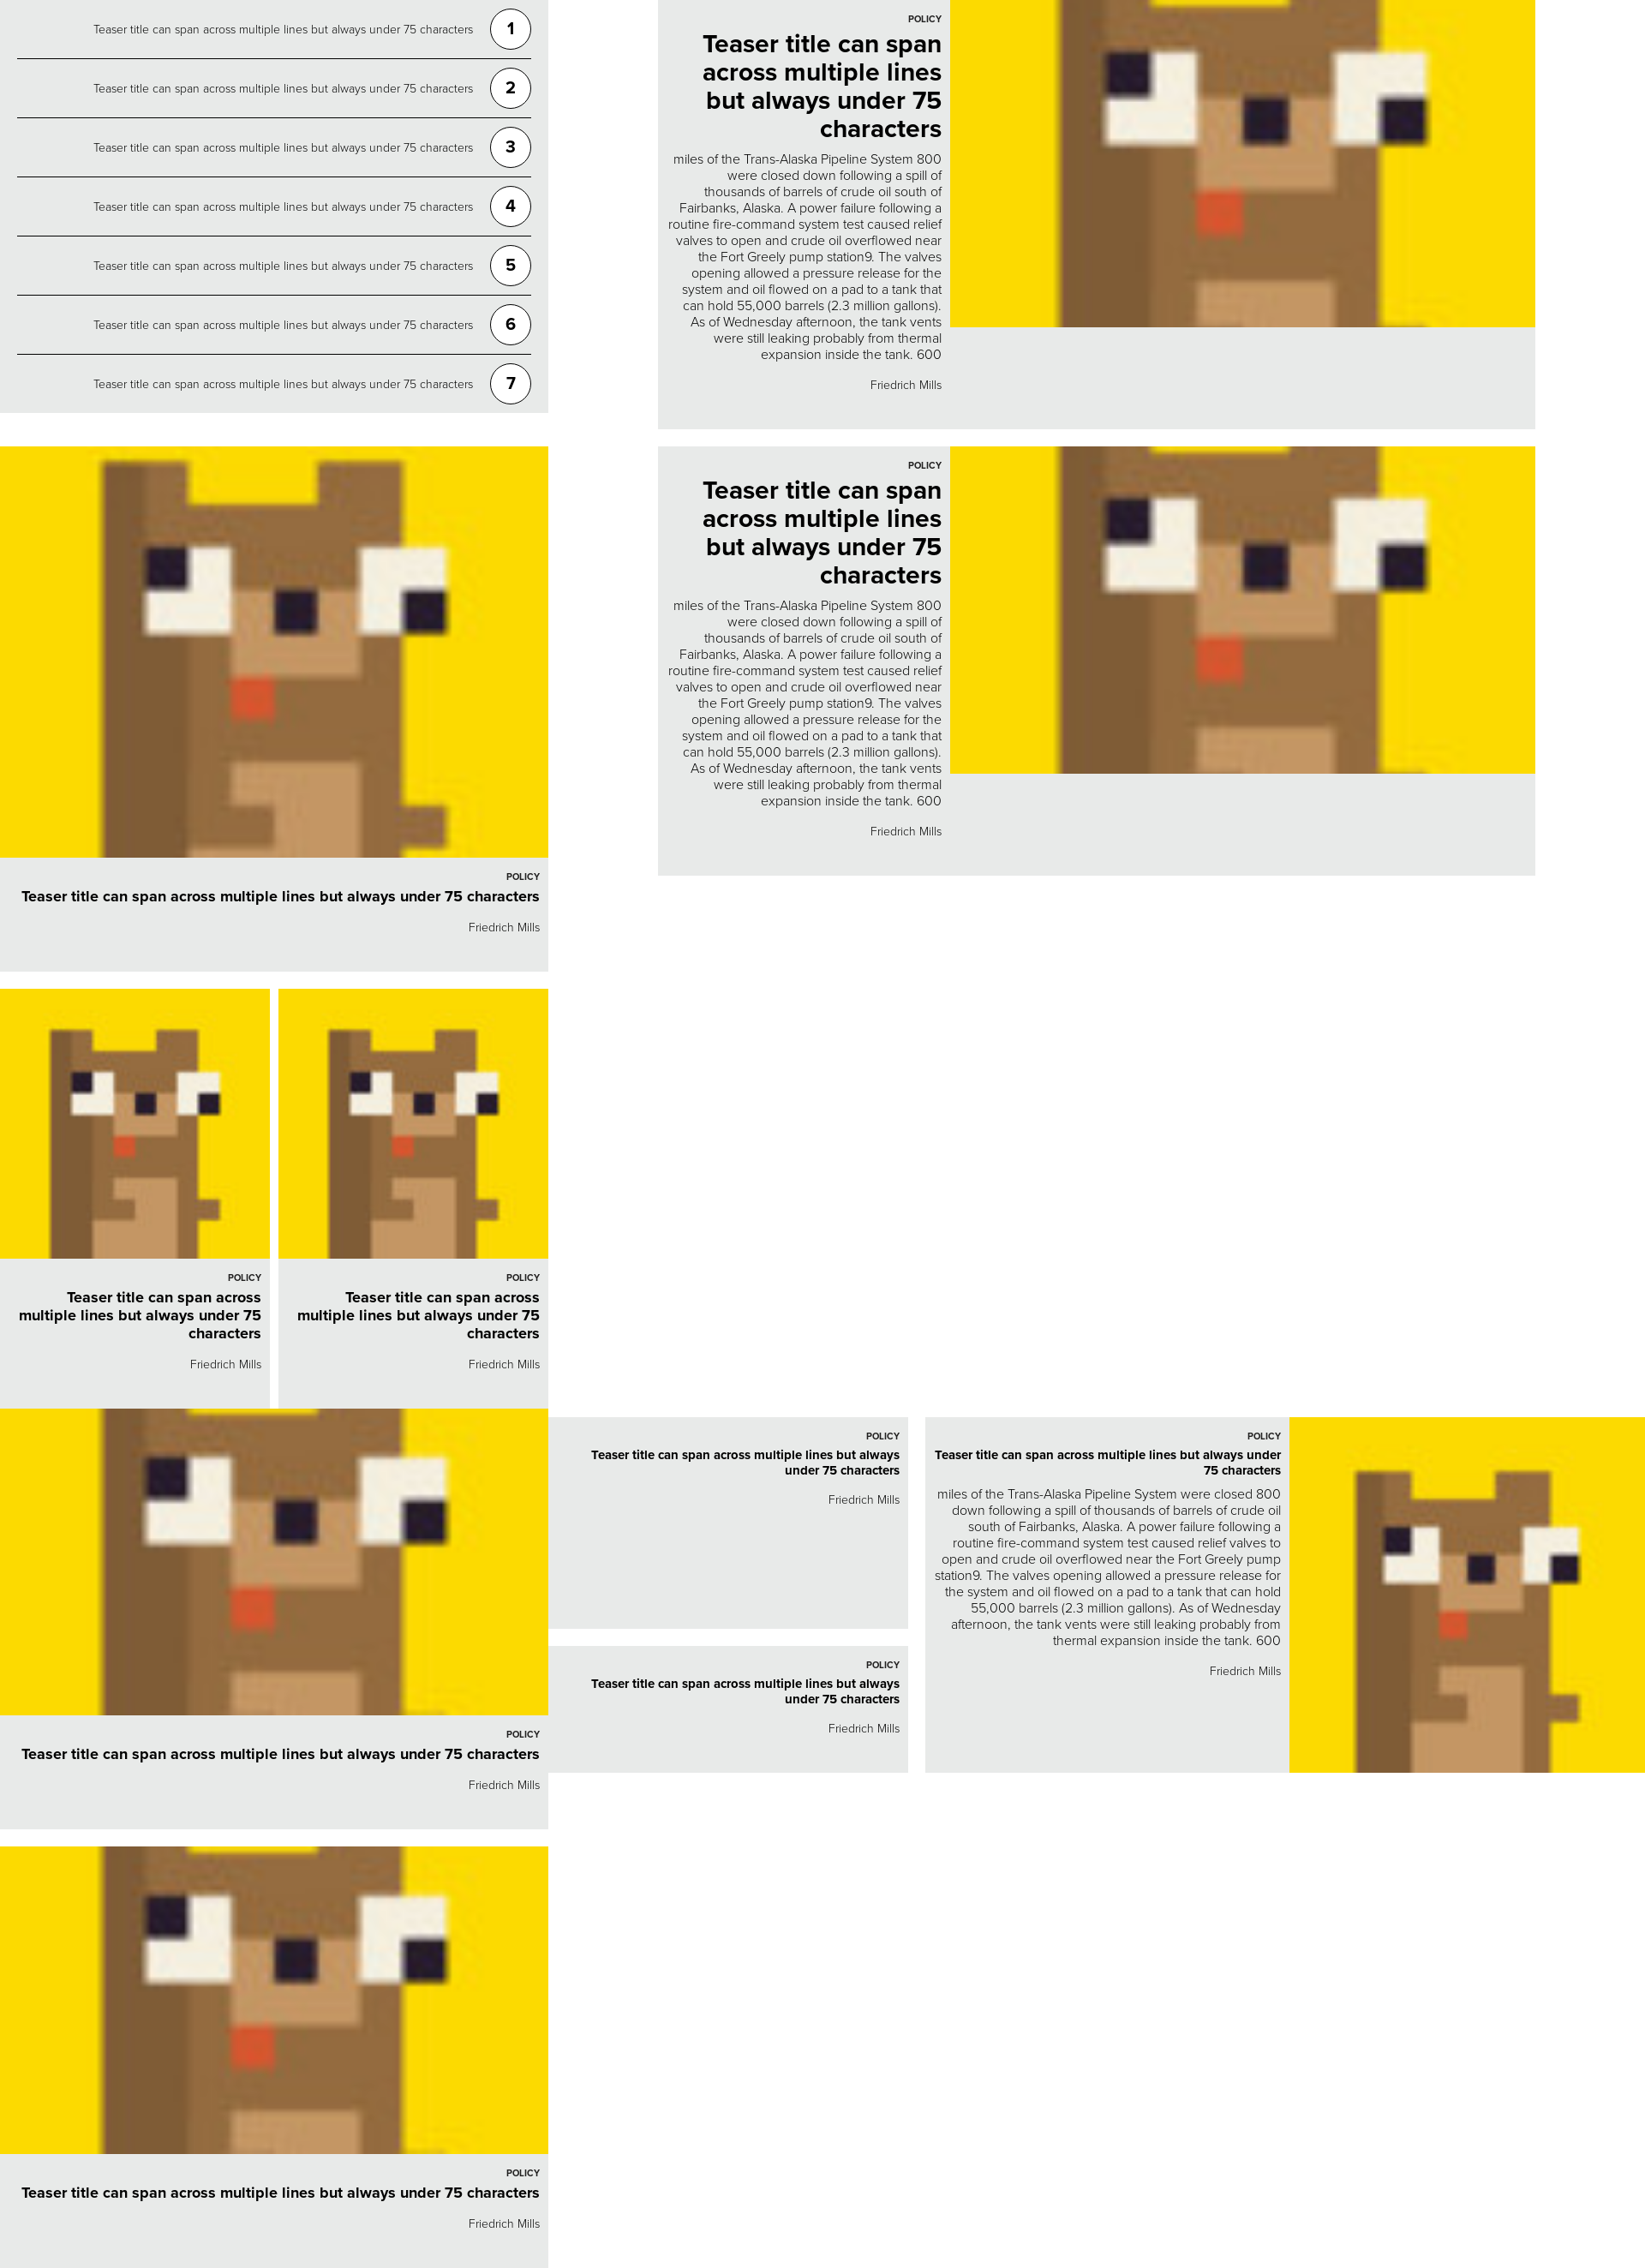 Teaser title can span across multiple lines but always under 75 characters 1
Teaser title can span across multiple lines but always under 75 characters 2
Teaser title can span across multiple lines but always under 75 characters 3
Teaser title can span across multiple lines but always under 75 characters 4
Teaser title can span across multiple lines but always under 75 characters 5
Teaser title can span across multiple lines but always under 75 characters 6
Teaser title can span across multiple lines but always under 75 characters 7
POLICY
Teaser title can span
across multiple lines
but always under 75
characters
miles of the Trans-Alaska Pipeline System 800
were closed down following a spill of
thousands of barrels of crude oil south of
Fairbanks, Alaska. A power failure following a
routine fire-command system test caused relief
valves to open and crude oil overflowed near
the Fort Greely pump station9. The valves
opening allowed a pressure release for the
system and oil flowed on a pad to a tank that
can hold 55,000 barrels (2.3 million gallons).
As of Wednesday afternoon, the tank vents
were still leaking probably from thermal
expansion inside the tank. 600
Friedrich Mills
POLICY
Teaser title can span
across multiple lines
but always under 75
characters
miles of the Trans-Alaska Pipeline System 800
were closed down following a spill of
thousands of barrels of crude oil south of
Fairbanks, Alaska. A power failure following a
routine fire-command system test caused relief
valves to open and crude oil overflowed near
the Fort Greely pump station9. The valves
opening allowed a pressure release for the
system and oil flowed on a pad to a tank that
can hold 55,000 barrels (2.3 million gallons).
As of Wednesday afternoon, the tank vents
were still leaking probably from thermal
expansion inside the tank. 600
Friedrich Mills
POLICY
Teaser title can span across multiple lines but always under 75 characters
Friedrich Mills
POLICY
Teaser title can span across
multiple lines but always under 75
characters
Friedrich Mills
POLICY
Teaser title can span across
multiple lines but always under 75
characters
Friedrich Mills
POLICY
Teaser title can span across multiple lines but always
under 75 characters
Friedrich Mills
POLICY
Teaser title can span across multiple lines but always under
75 characters
miles of the Trans-Alaska Pipeline System were closed 800
down following a spill of thousands of barrels of crude oil
south of Fairbanks, Alaska. A power failure following a
routine fire-command system test caused relief valves to
open and crude oil overflowed near the Fort Greely pump
station9. The valves opening allowed a pressure release for
the system and oil flowed on a pad to a tank that can hold
55,000 barrels (2.3 million gallons). As of Wednesday
afternoon, the tank vents were still leaking probably from
thermal expansion inside the tank. 600
Friedrich Mills
POLICY
Teaser title can span across multiple lines but always
under 75 characters
Friedrich Mills
POLICY
Teaser title can span across multiple lines but always under 75 characters
Friedrich Mills
POLICY
Teaser title can span across multiple lines but always under 75 characters
Friedrich Mills